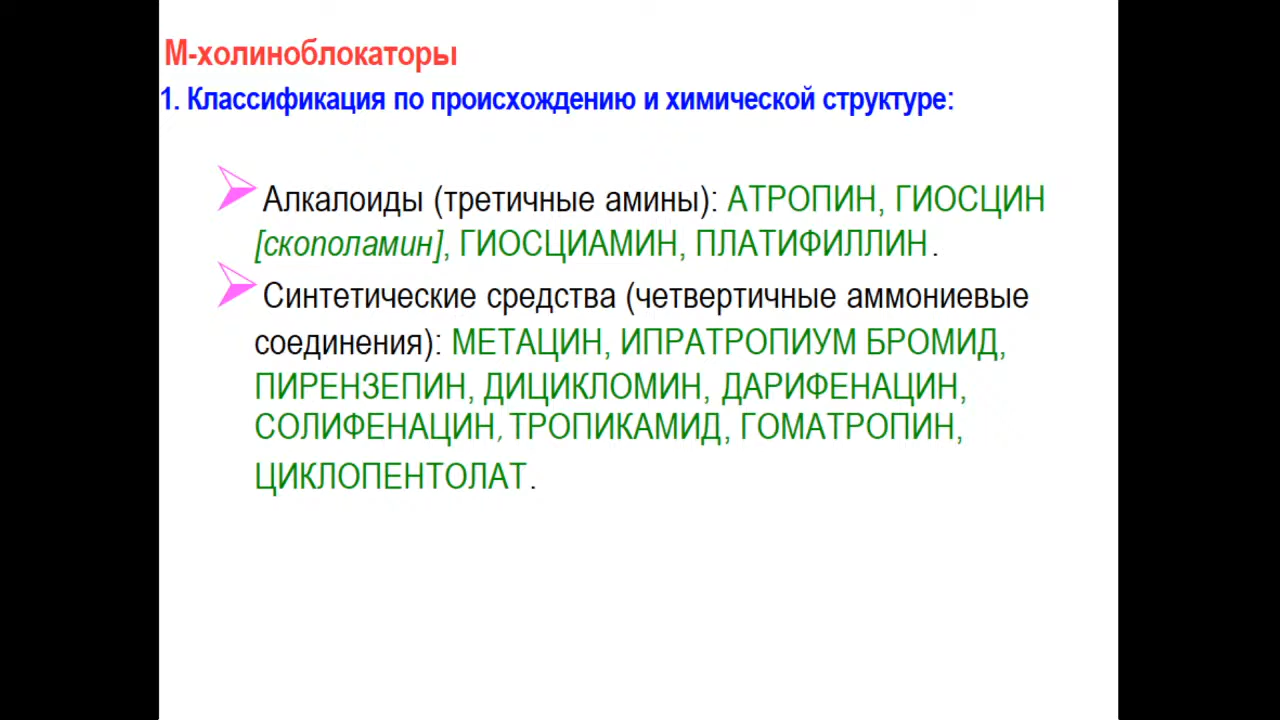 М-холиноблокаторы
1. Классификация по происхождению и химической структуре:
Алкалоиды (третичные амины): АТРОПИН, ГИОСЦИН
[скополамин], ГИОСЦИАМИН, ПЛАТИФИЛЛИН.
Синтетические средства (четвертичные аммониевые
соединения): МЕТАЦИН, ИПРАТРОПИУМ БРОМИД,
ПИРЕНЗЕПИН, ДИЦИКЛОМИН, ДАРИФЕНАЦИН,
СОЛИФЕНАЦИН, ТРОПИКАМИД, ГОМАТРОПИН,
ЦИКЛОПЕНТОЛАТ.